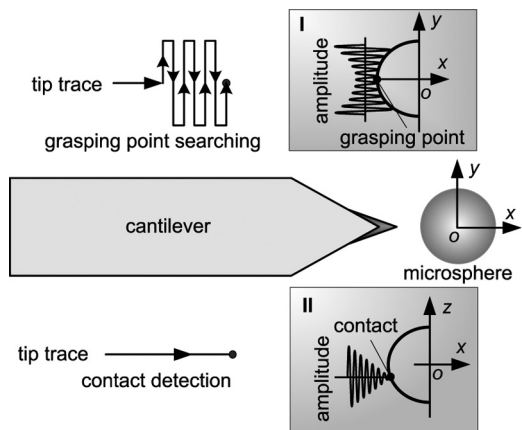 tip trace
grasping point searching
I
y
amplitude
x
o
grasping point
cantilever
y
x
o
microsphere
tip trace
contact detection
II
z
contact
amplitude
x
o